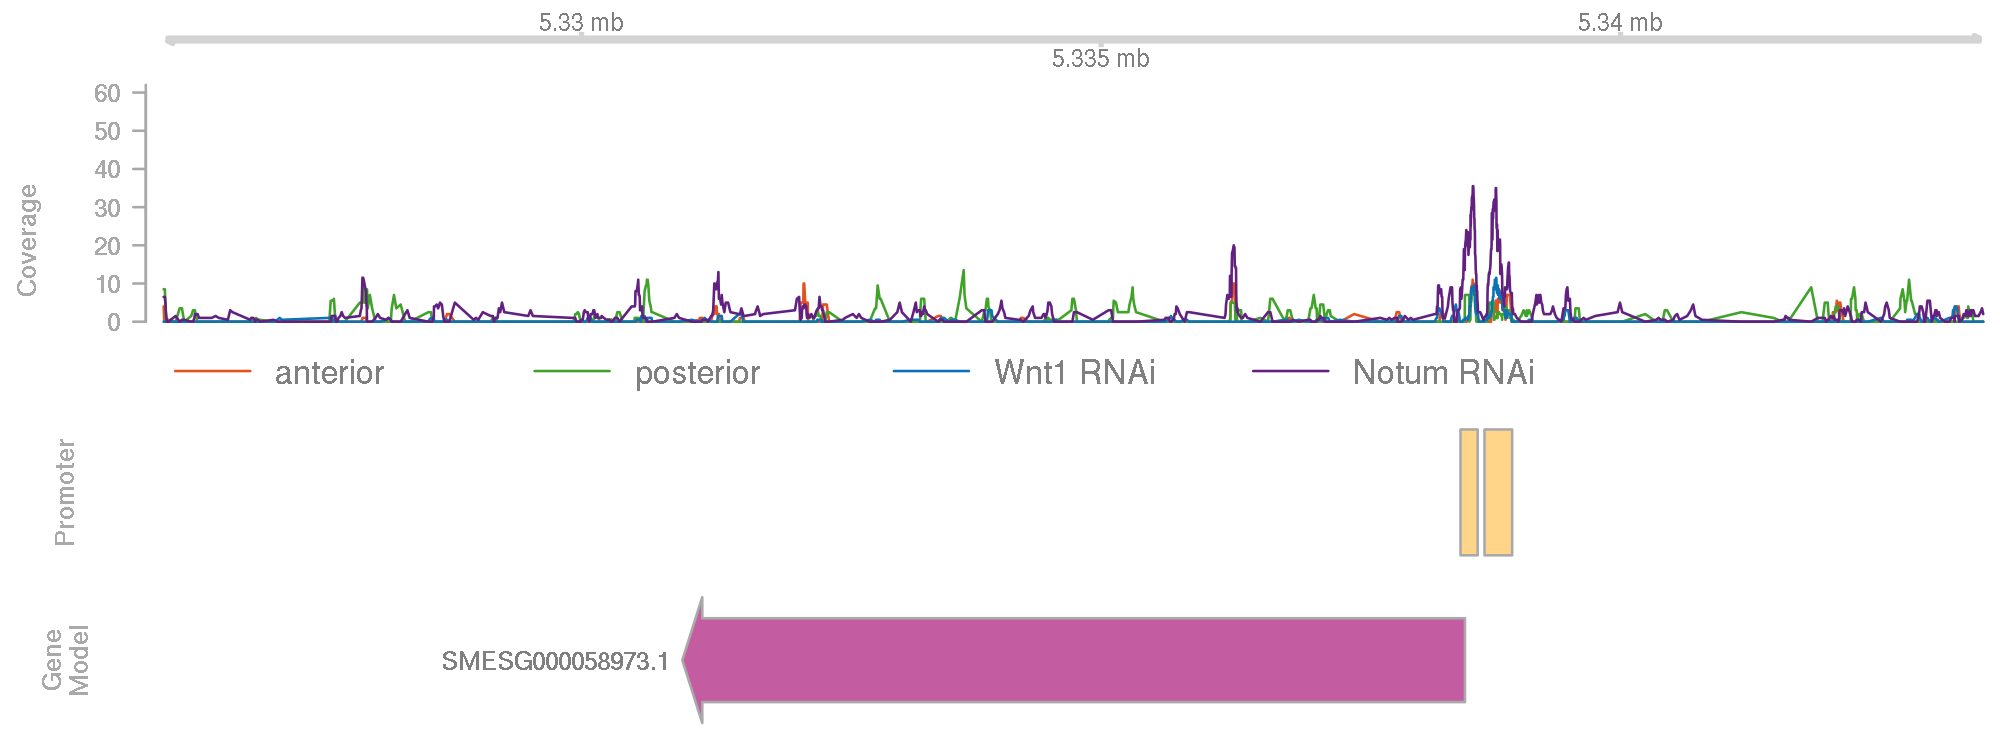 5.33 mb
5.34 mb
5.335 mb
Coverage
60
50
40
30
20
10
0
anterior
posterior
Wnt1 RNAi
Notum RNAi
Promoter
Gene
Model
SMESG000058973.1